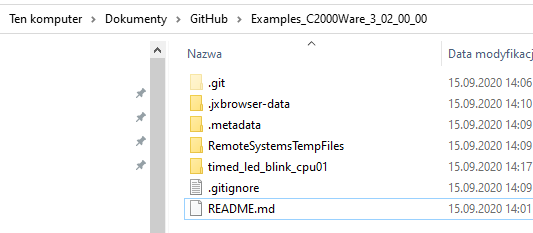 Ten komputer > Dokumenty > GitHub > Examples_C2000Ware_3_02_00_00
Nazwa Data modyfikacj
.git 15.09.2020 14:06
.jxbrowser-data 15.09.2020 14:10
.metadata 15.09.2020 14:09
RemoteSystemsTempFiles 15.09.2020 14:09
timed_led_blink_cpu01 15.09.2020 14:17
.gitignore 15.09.2020 14:09
README.md 15.09.2020 14:01